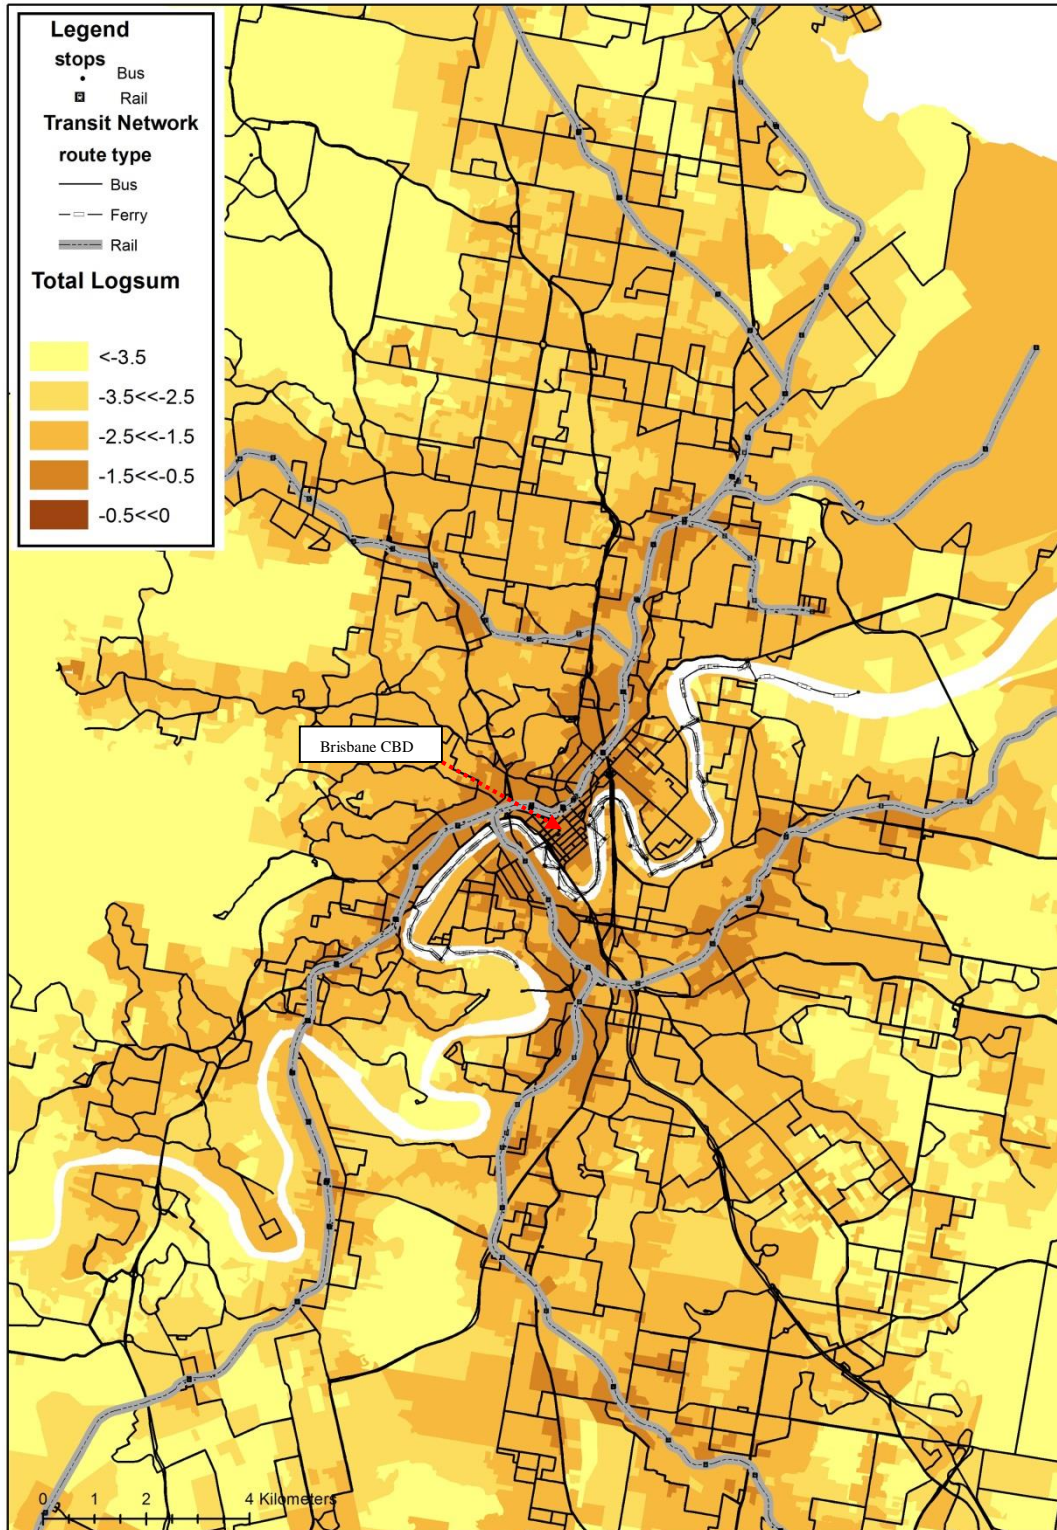 Legend
stops
Bus
Rail
Transit Network
route type
Bus
Ferry
Rail
Total Logsum
<-3.5
-3.5<<-2.5
-2.5<<-1.5
-1.5<<-0.5
-0.5<<0
Brisbane CBD
0 1 2 4 Kilometers